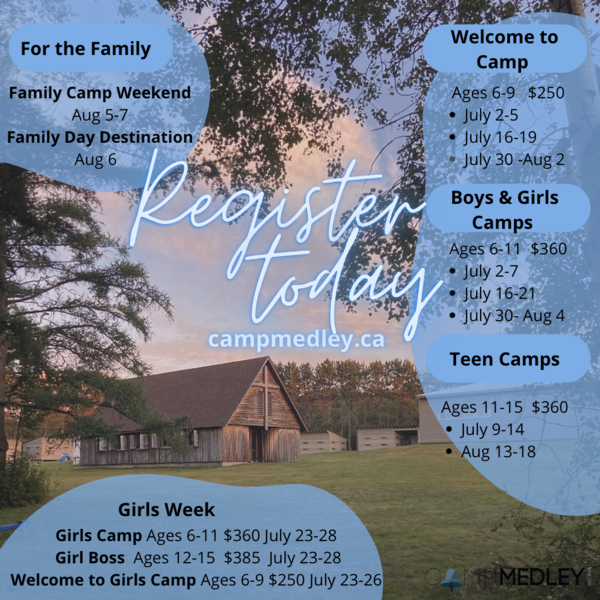 For the Family
Family Camp Weekend
Aug 5-7
Family Day Destination
Aug 6
Welcome to
Camp
Ages 6-9 $250
July 2-5
July 16-19
July 30 -Aug 2
Boys & Girls
Camps
Ages 6-11 $360
July 2-7
July 16-21
July 30- Aug 4
Teen Camps
Ages 11-15 $360
July 9-14
Aug 13-18
Register
today
campmedley.ca
Girls Week
Girls Camp Ages 6-11 $360 July 23-28
Girl Boss Ages 12-15 $385 July 23-28
Welcome to Girls Camp Ages 6-9 $250 July 23-26
CAMP MEDLEY